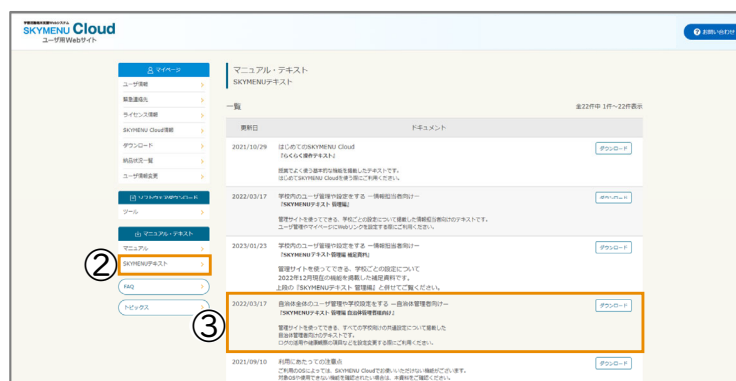 学習活動端末支援Webシステム
SKYMENU Cloud
ユーザ用Webサイト
お問い合わせ
マイページ
ユーザ情報
緊急連絡先
ライセンス情報
SKYMENU Cloud情報
ダウンロード
納品状況一覧
ユーザ情報変更
ソフトウェアダウンロード
ツール
マニュアル・テキスト
マニュアル
② SKYMENUテキスト
FAQ
トピックス
マニュアル・テキスト
SKYMENUテキスト
一覧
全22件中 1件～22件表示
更新日 ドキュメント
2021/10/29 はじめてのSKYMENU Cloud ダウンロード
『らくらく操作テキスト』
授業でよく使う基本的な機能を掲載したテキストです。
はじめてSKYMENU Cloudを使う際にご利用ください。
2022/03/17 学校内のユーザ管理や設定をする ー情報担当者向けー ダウンロード
『SKYMENUテキスト 管理編』
管理サイトを使ってできる、学校ごとの設定について掲載した情報担当者向けのテキストです。
ユーザ管理やマイページにWebリンクを設定する際にご利用ください。
2023/01/23 学校内のユーザ管理や設定をする ー情報担当者向けー ダウンロード
『SKYMENUテキスト 管理編 補足資料』
管理サイトを使ってできる、学校ごとの設定について
2022年12月現在の機能を掲載した補足資料です。
上段の『SKYMENUテキスト 管理編』と併せてご覧ください。
③
2022/03/17 自治体全体のユーザ管理や学校設定をする ー自治体管理者向けー ダウンロード
『SKYMENUテキスト 管理編 自治体管理者様向け』
管理サイトを使ってできる、すべての学校向けの共通設定について掲載した
自治体管理者向けのテキストです。
ログの活用や健康観察の項目などを設定変更する際にご利用ください。
2021/09/10 利用にあたっての注意点 ダウンロード
ご利用のOSによっては、SKYMENU Cloudでお使いいただけない機能がございます。
対象OSや使用できない機能を確認されたい場合は、本資料をご確認ください。